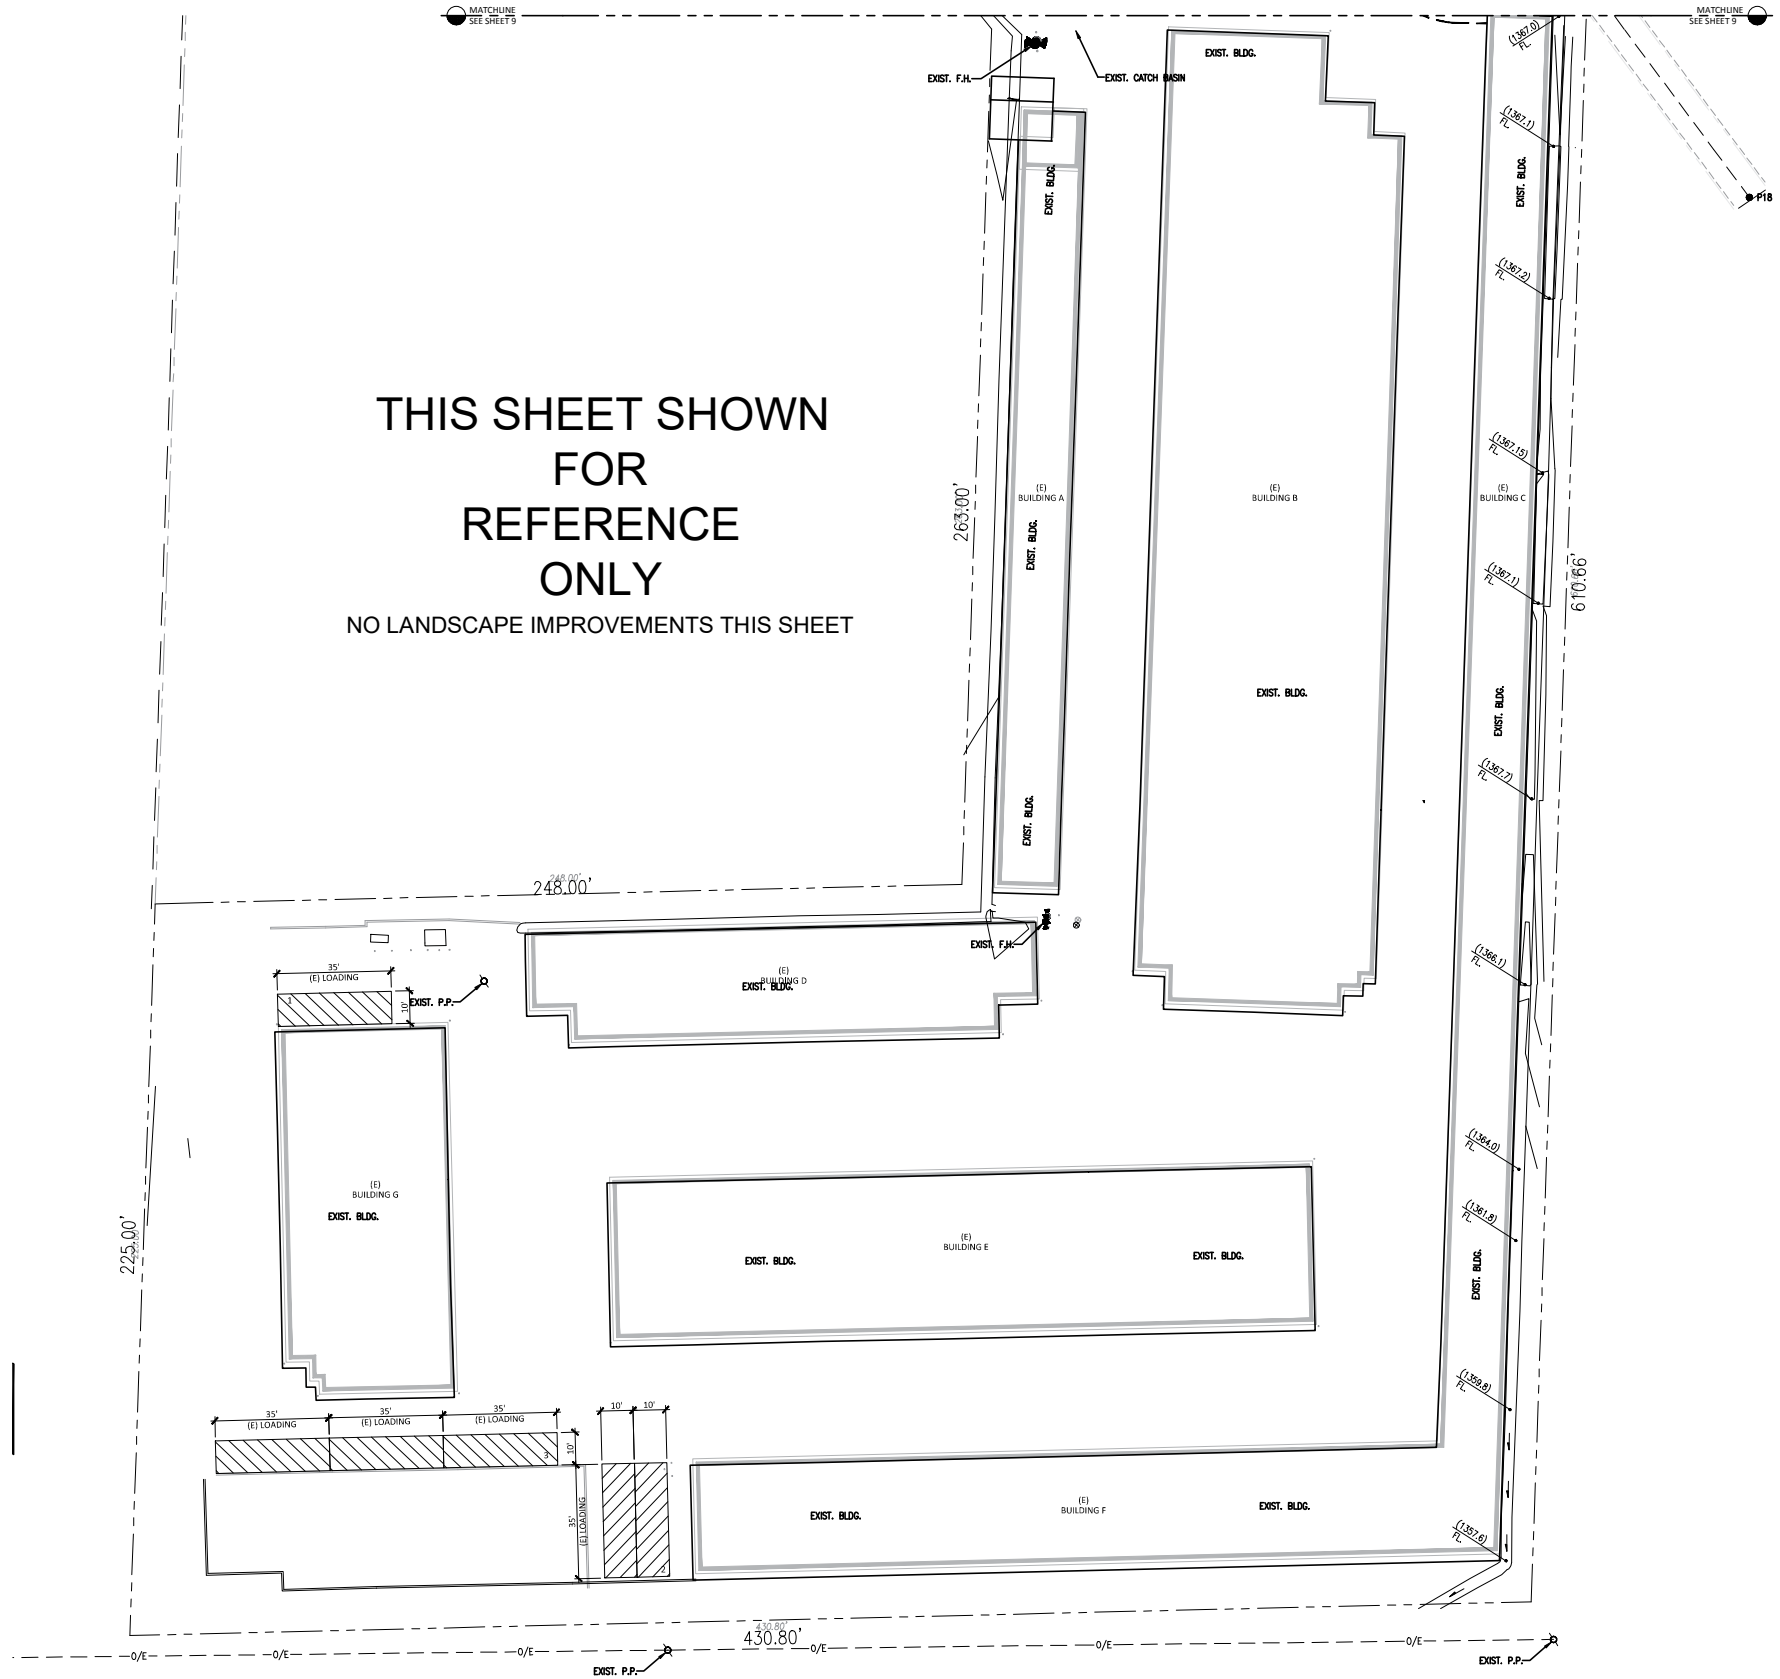 MATCHLINE
SEE SHEET 9
MATCHLINE
SEE SHEET 9
(1367.0)
FL.
EXIST. BLDG.
EXIST. F.H.
EXIST. CATCH BASIN
(1367.1)
FL.
EXIST. BLDG.
EXIST. BLDG.
P18
(1367.2)
FL.
THIS SHEET SHOWN
FOR
REFERENCE
ONLY
NO LANDSCAPE IMPROVEMENTS THIS SHEET
263.00'
(E)
BUILDING A
EXIST. BLDG.
(E)
BUILDING B
(1367.15)
FL.
(E)
BUILDING C
(1367.1)
FL.
610.66'
EXIST. BLDG.
EXIST. BLDG.
(1367.7)
FL.
EXIST. BLDG.
248.00'
248.00'
EXIST. F.H.
(1366.1)
FL.
35'
(E) LOADING
1
10'
EXIST. P.P.
(E)
BUILDING D
EXIST. BLDG.
(1364.0)
FL.
(E)
BUILDING G
EXIST. BLDG.
225.00'
(1361.8)
FL.
(E)
BUILDING E
EXIST. BLDG.
EXIST. BLDG.
EXIST. BLDG.
(1359.8)
FL.
35'
(E) LOADING
35'
(E) LOADING
35'
(E) LOADING
3
10'
10'
10'
35'
(E) LOADING
2
(E)
BUILDING F
EXIST. BLDG.
EXIST. BLDG.
(1357.6)
FL.
430.80'
430.80'
O/E
O/E
O/E
O/E
O/E
O/E
EXIST. P.P.
EXIST. P.P.